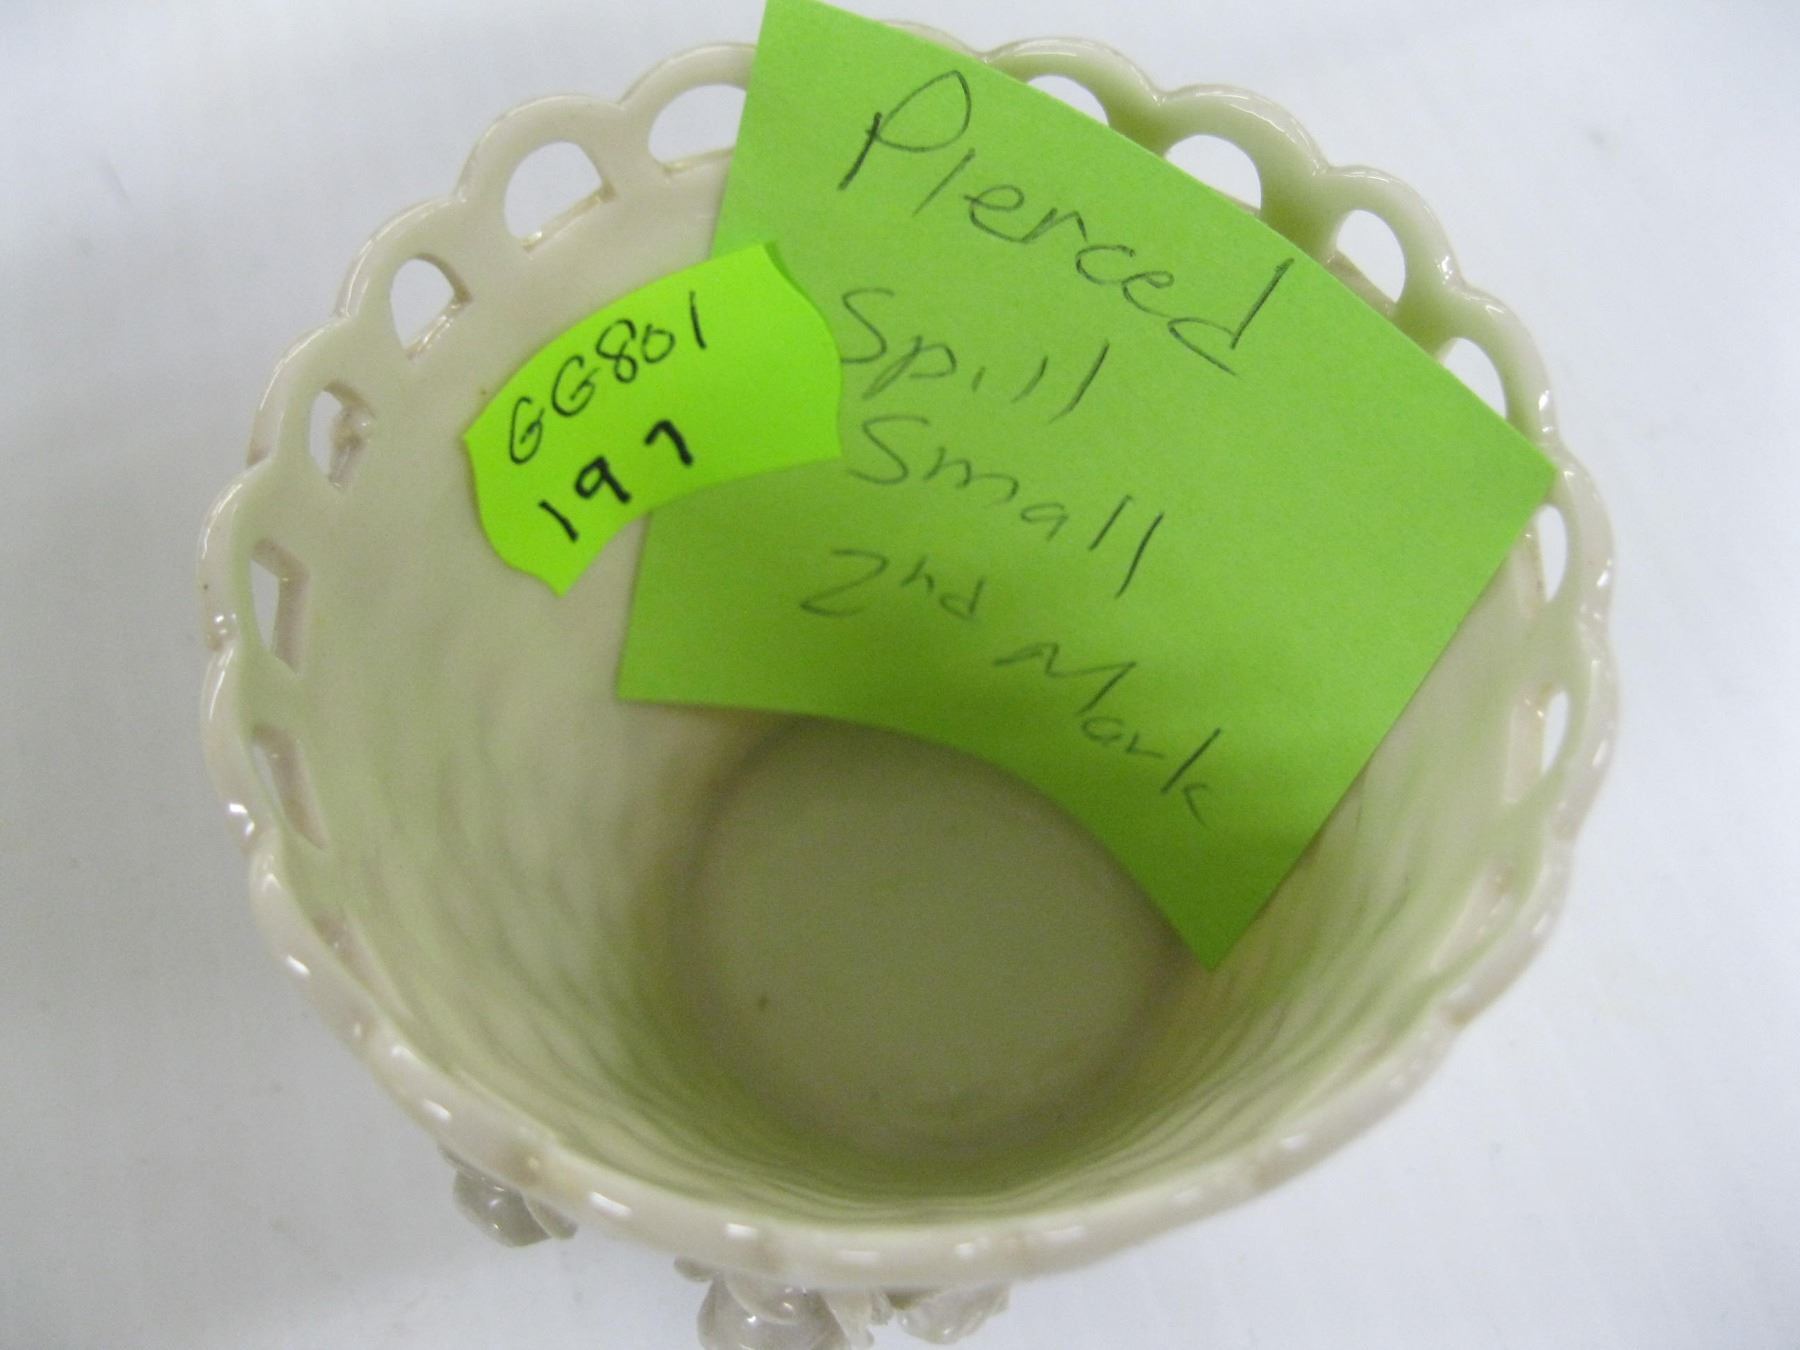 Pierced
Spill
Small
2nd Mark
GG801
197